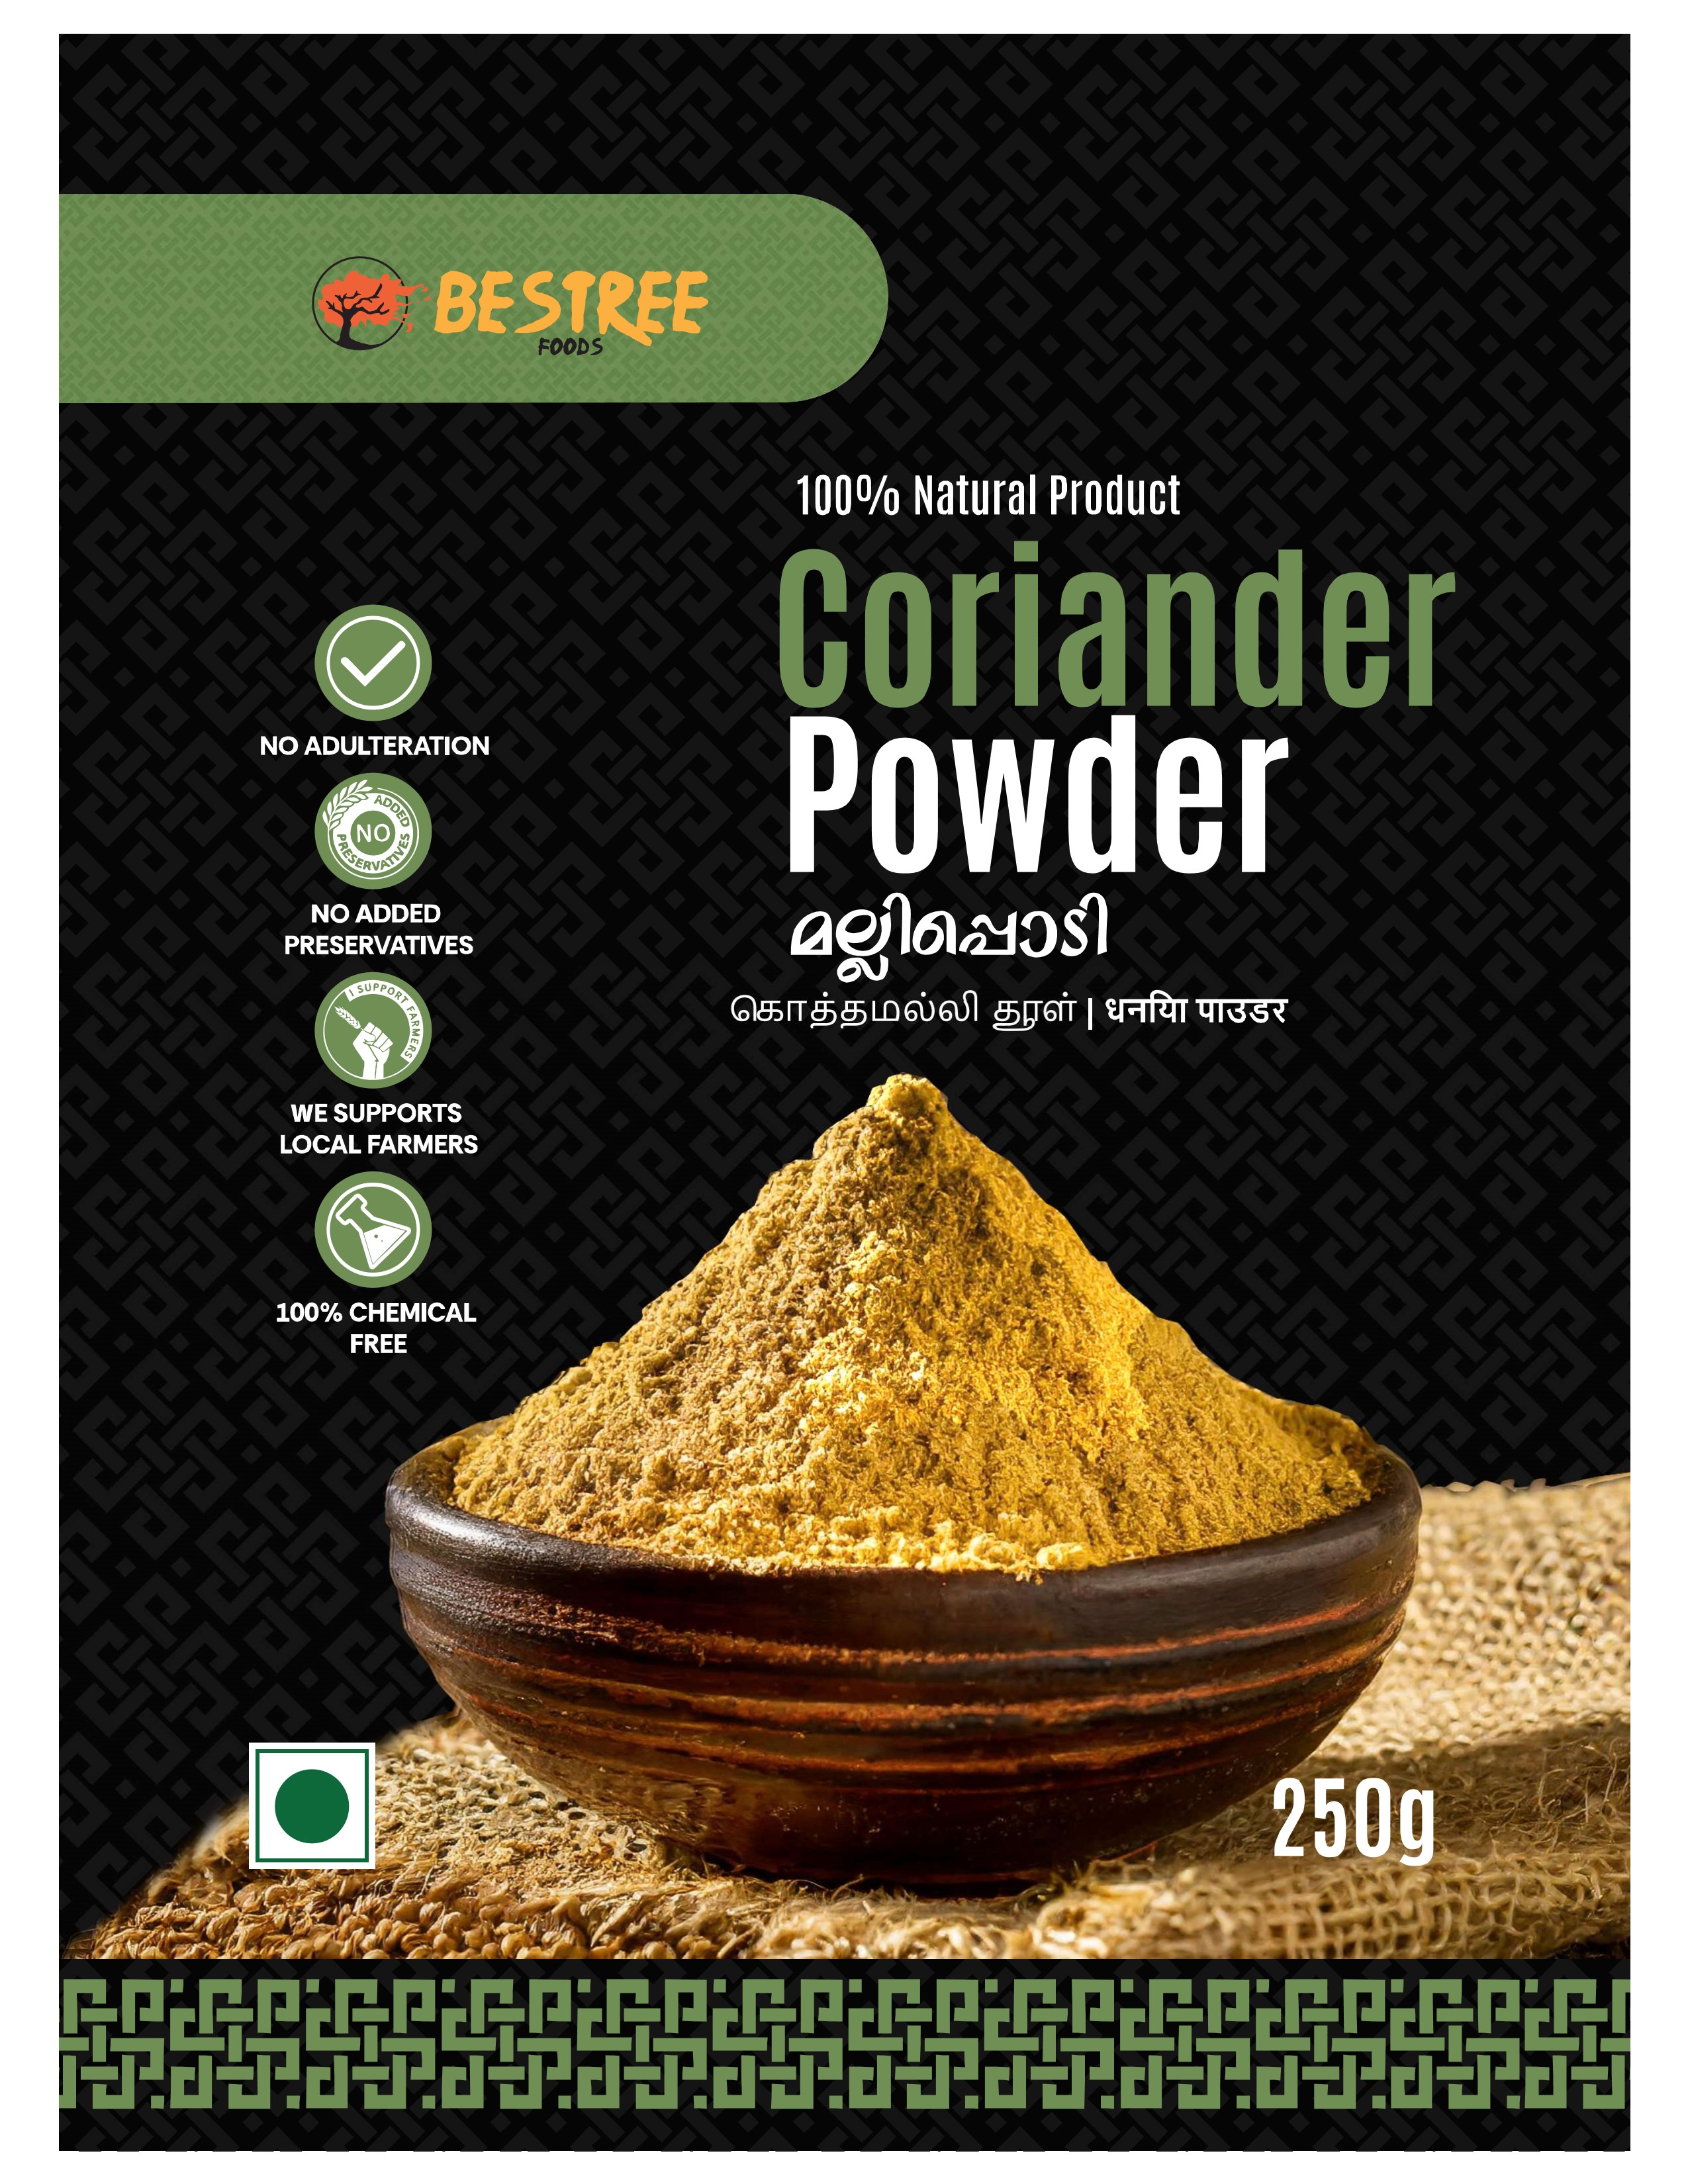 BESTREE
FOODS
100% Natural Product
Coriander
Powder
മല്ലിപ്പൊടി
கொத்தமல்லி தூள் | धनिया पाउडर
NO ADULTERATION
ADDED
NO
PRESERVATIVES
NO ADDED
PRESERVATIVES
I SUPPORT FARMERS
WE SUPPORTS
LOCAL FARMERS
100% CHEMICAL
FREE
250g